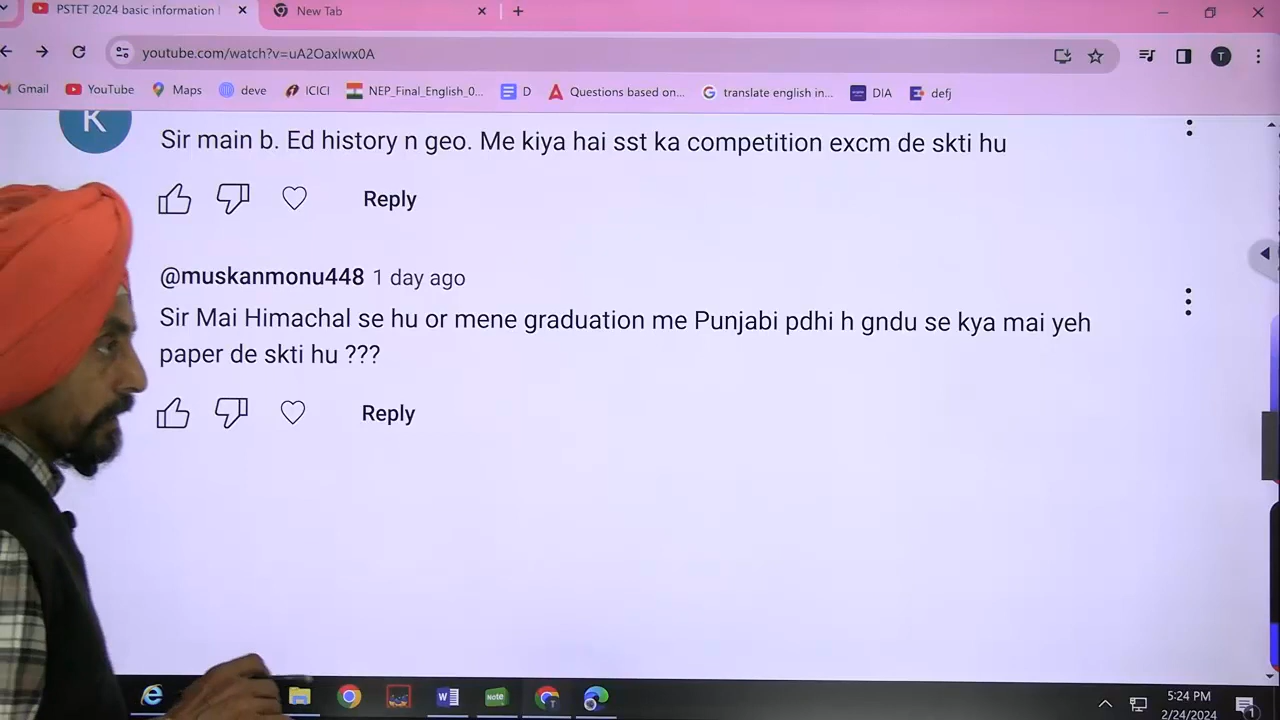 PSTET 2024 basic information
New Tab
youtube.com/watch?v=uA2OaxIwx0A
T
Gmail
YouTube
Maps
deve
ICICI
NEP_Final_English_0...
D
Questions based on...
translate english in...
DIA
defj
K
Sir main b. Ed history n geo. Me kiya hai sst ka competition excm de skti hu
Reply
@muskanmonu448 1 day ago
Sir Mai Himachal se hu or mene graduation me Punjabi pdhi h gndu se kya mai yeh
paper de skti hu ???
Reply
Note
5:24 PM
2/24/2024
1